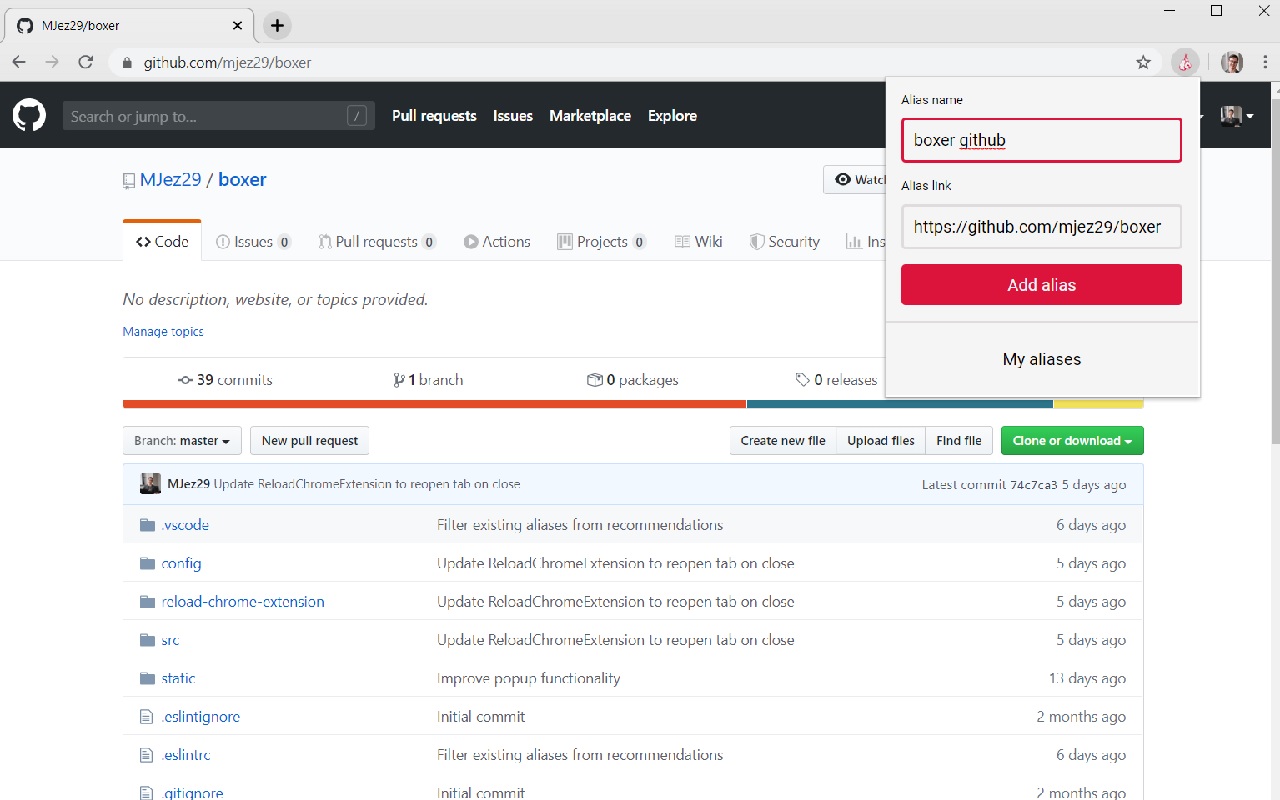 MJez29/boxer
github.com/mjez29/boxer
Search or jump to... /
Pull requests Issues Marketplace Explore
Alias name
boxer github
Alias link
https://github.com/mjez29/boxer
Add alias
My aliases
MJez29 / boxer
Watch
Code Issues 0 Pull requests 0 Actions Projects 0 Wiki Security Ins
No description, website, or topics provided.
Manage topics
39 commits 1 branch 0 packages 0 releases
Branch: master New pull request Create new file Upload files Find file Clone or download
MJez29 Update ReloadChromeExtension to reopen tab on close Latest commit 74c7ca3 5 days ago
.vscode Filter existing aliases from recommendations 6 days ago
config Update ReloadChromeExtension to reopen tab on close 5 days ago
reload-chrome-extension Update ReloadChromeExtension to reopen tab on close 5 days ago
src Update ReloadChromeExtension to reopen tab on close 5 days ago
static Improve popup functionality 13 days ago
.eslintignore Initial commit 2 months ago
.eslintrc Filter existing aliases from recommendations 6 days ago
.gitignore Initial commit 2 months ago